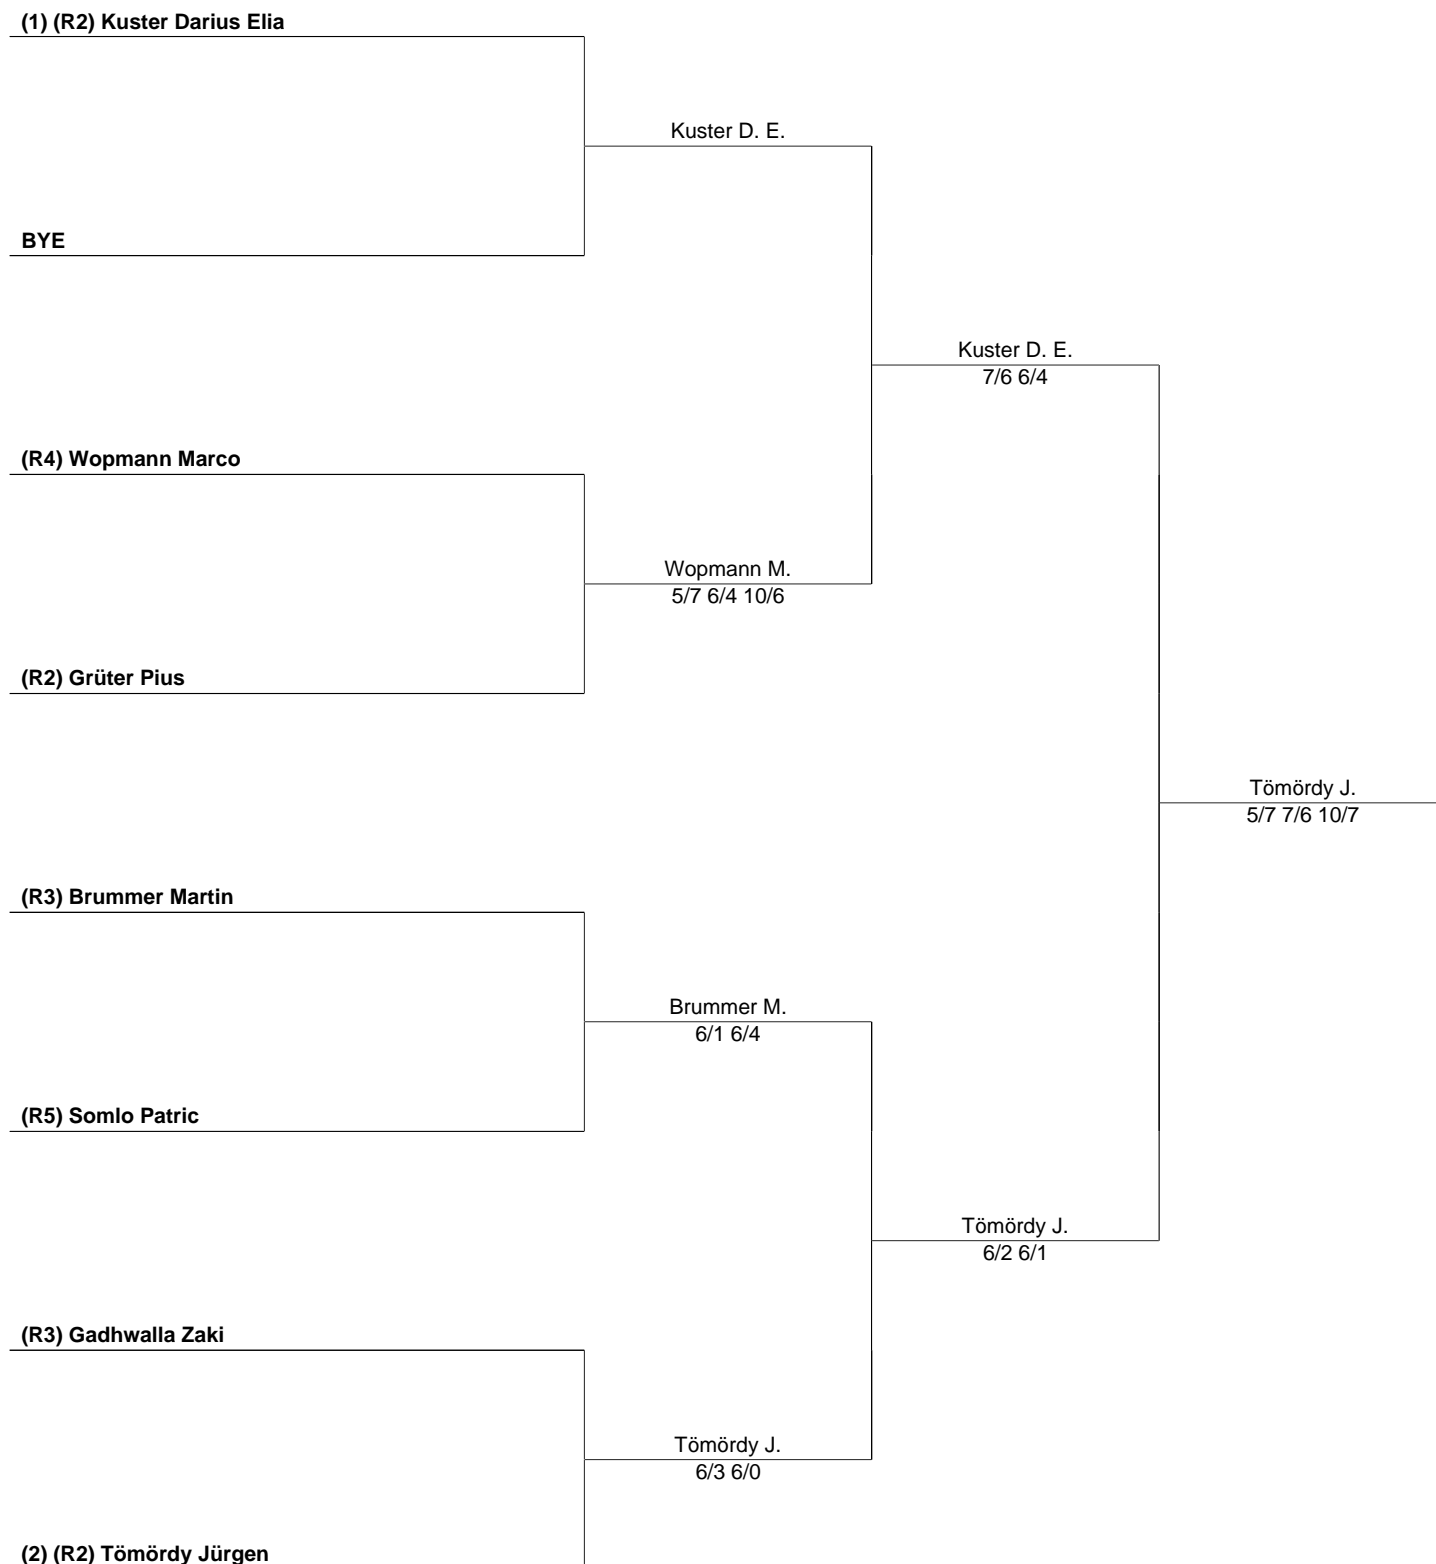 (1) (R2) Kuster Darius Elia
Kuster D. E.
BYE
Kuster D. E.
7/6 6/4
(R4) Wopmann Marco
Wopmann M.
5/7 6/4 10/6
(R2) Grüter Pius
Tömördy J.
5/7 7/6 10/7
(R3) Brummer Martin
Brummer M.
6/1 6/4
(R5) Somlo Patric
Tömördy J.
6/2 6/1
(R3) Gadhwalla Zaki
Tömördy J.
6/3 6/0
(2) (R2) Tömördy Jürgen